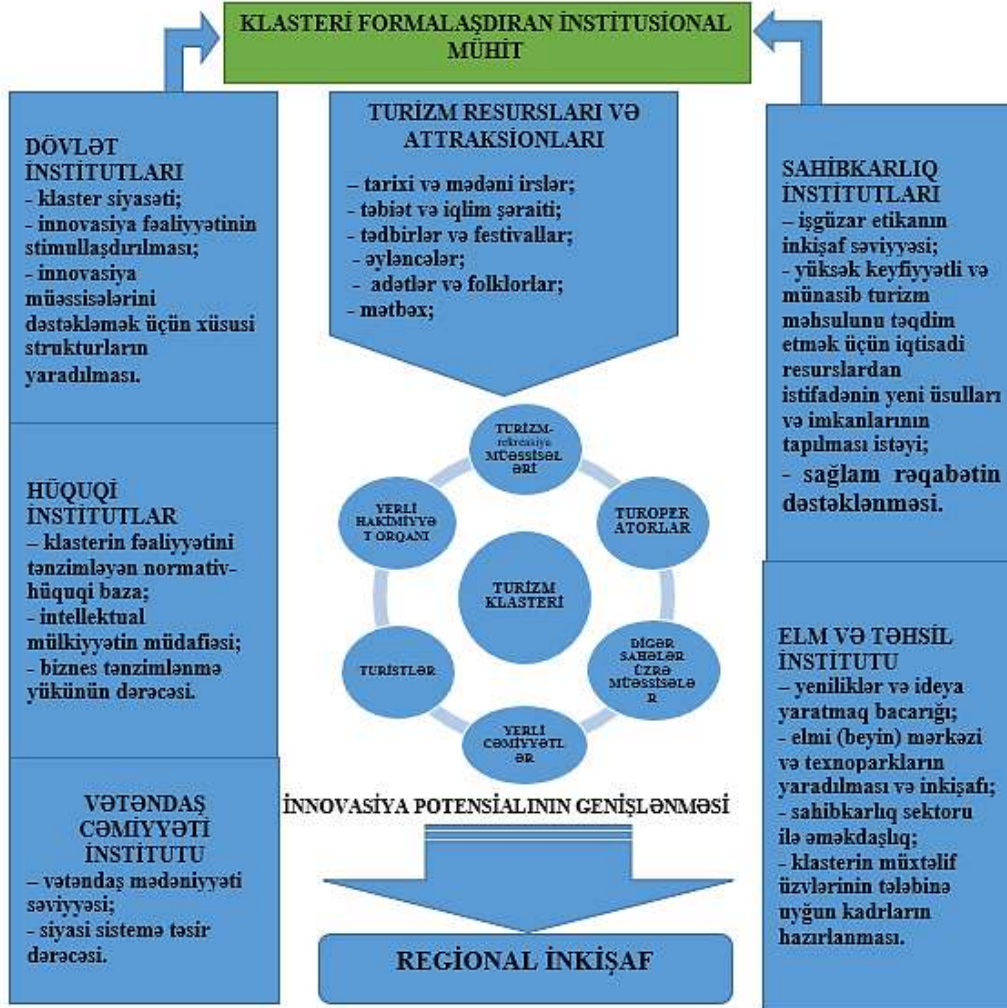 KLASTERİ FORMALAŞDIRAN İNSTİTUSİONAL
MÜHİT
DÖVLƏT
İNSTİTUTLARI
- klaster siyasəti;
- innovasiya fəaliyyətinin
stimullaşdırılması;
- innovasiya
müəssisələrini
dəstəkləmək üçün xüsusi
strukturların
yaradılması.
HÜQUQİ
İNSTİTUTLAR
– klasterin fəaliyyətini
tənzimləyən normativ-
hüquqi baza;
- intellektual
mülkiyyətin müdafiəsi;
- biznes tənzimlənmə
yükünün dərəcəsi.
VƏTƏNDAŞ
CƏMİYYƏTİ
İNSTİTUTU
– vətəndaş mədəniyyəti
səviyyəsi;
- siyasi sistemə təsir
dərəcəsi.
TURİZM RESURSLARI VƏ
ATTRAKSİONLARI
– tarixi və mədəni irslər;
- təbiət və iqlim şəraiti;
- tədbirlər və festivallar;
- əyləncələr;
- adətlər və folklorlar;
- mətbəx;
TURİZM-
rekreasiya
MÜƏSSİSƏL
ƏRİ
YERLİ
HAKİMİYYƏ
T ORQANI
TUROPER
ATORLAR
TURİZM
KLASTERİ
TURİSTLƏR
DİGƏR
SAHƏLƏR
ÜZRƏ
MÜƏSSİSƏLƏ
R
YERLİ
CƏMİYYƏTL
ƏR
İNNOVASİYA POTENSİALININ GENİŞLƏNMƏSİ
REGİONAL İNKİŞAF
SAHİBKARLIQ
İNSTİTUTLARI
– işgüzar etikanın
inkişaf səviyyəsi;
- yüksək keyfiyyətli və
münasib turizm
məhsulunu təqdim
etmək üçün iqtisadi
resurslardan
istifadənin yeni üsulları
və imkanlarının
tapılması istəyi;
- sağlam rəqabətin
dəstəklənməsi.
ELM VƏ TƏHSİL
İNSTİTUTU
– yeniliklər və ideya
yaratmaq bacarığı;
- elmi (beyin) mərkəzi
və texnoparkların
yaradılması və inkişafı;
- sahibkarlıq sektoru
ilə əməkdaşlıq;
- klasterin müxtəlif
üzvlərinin tələbinə
uyğun kadrların
hazırlanması.